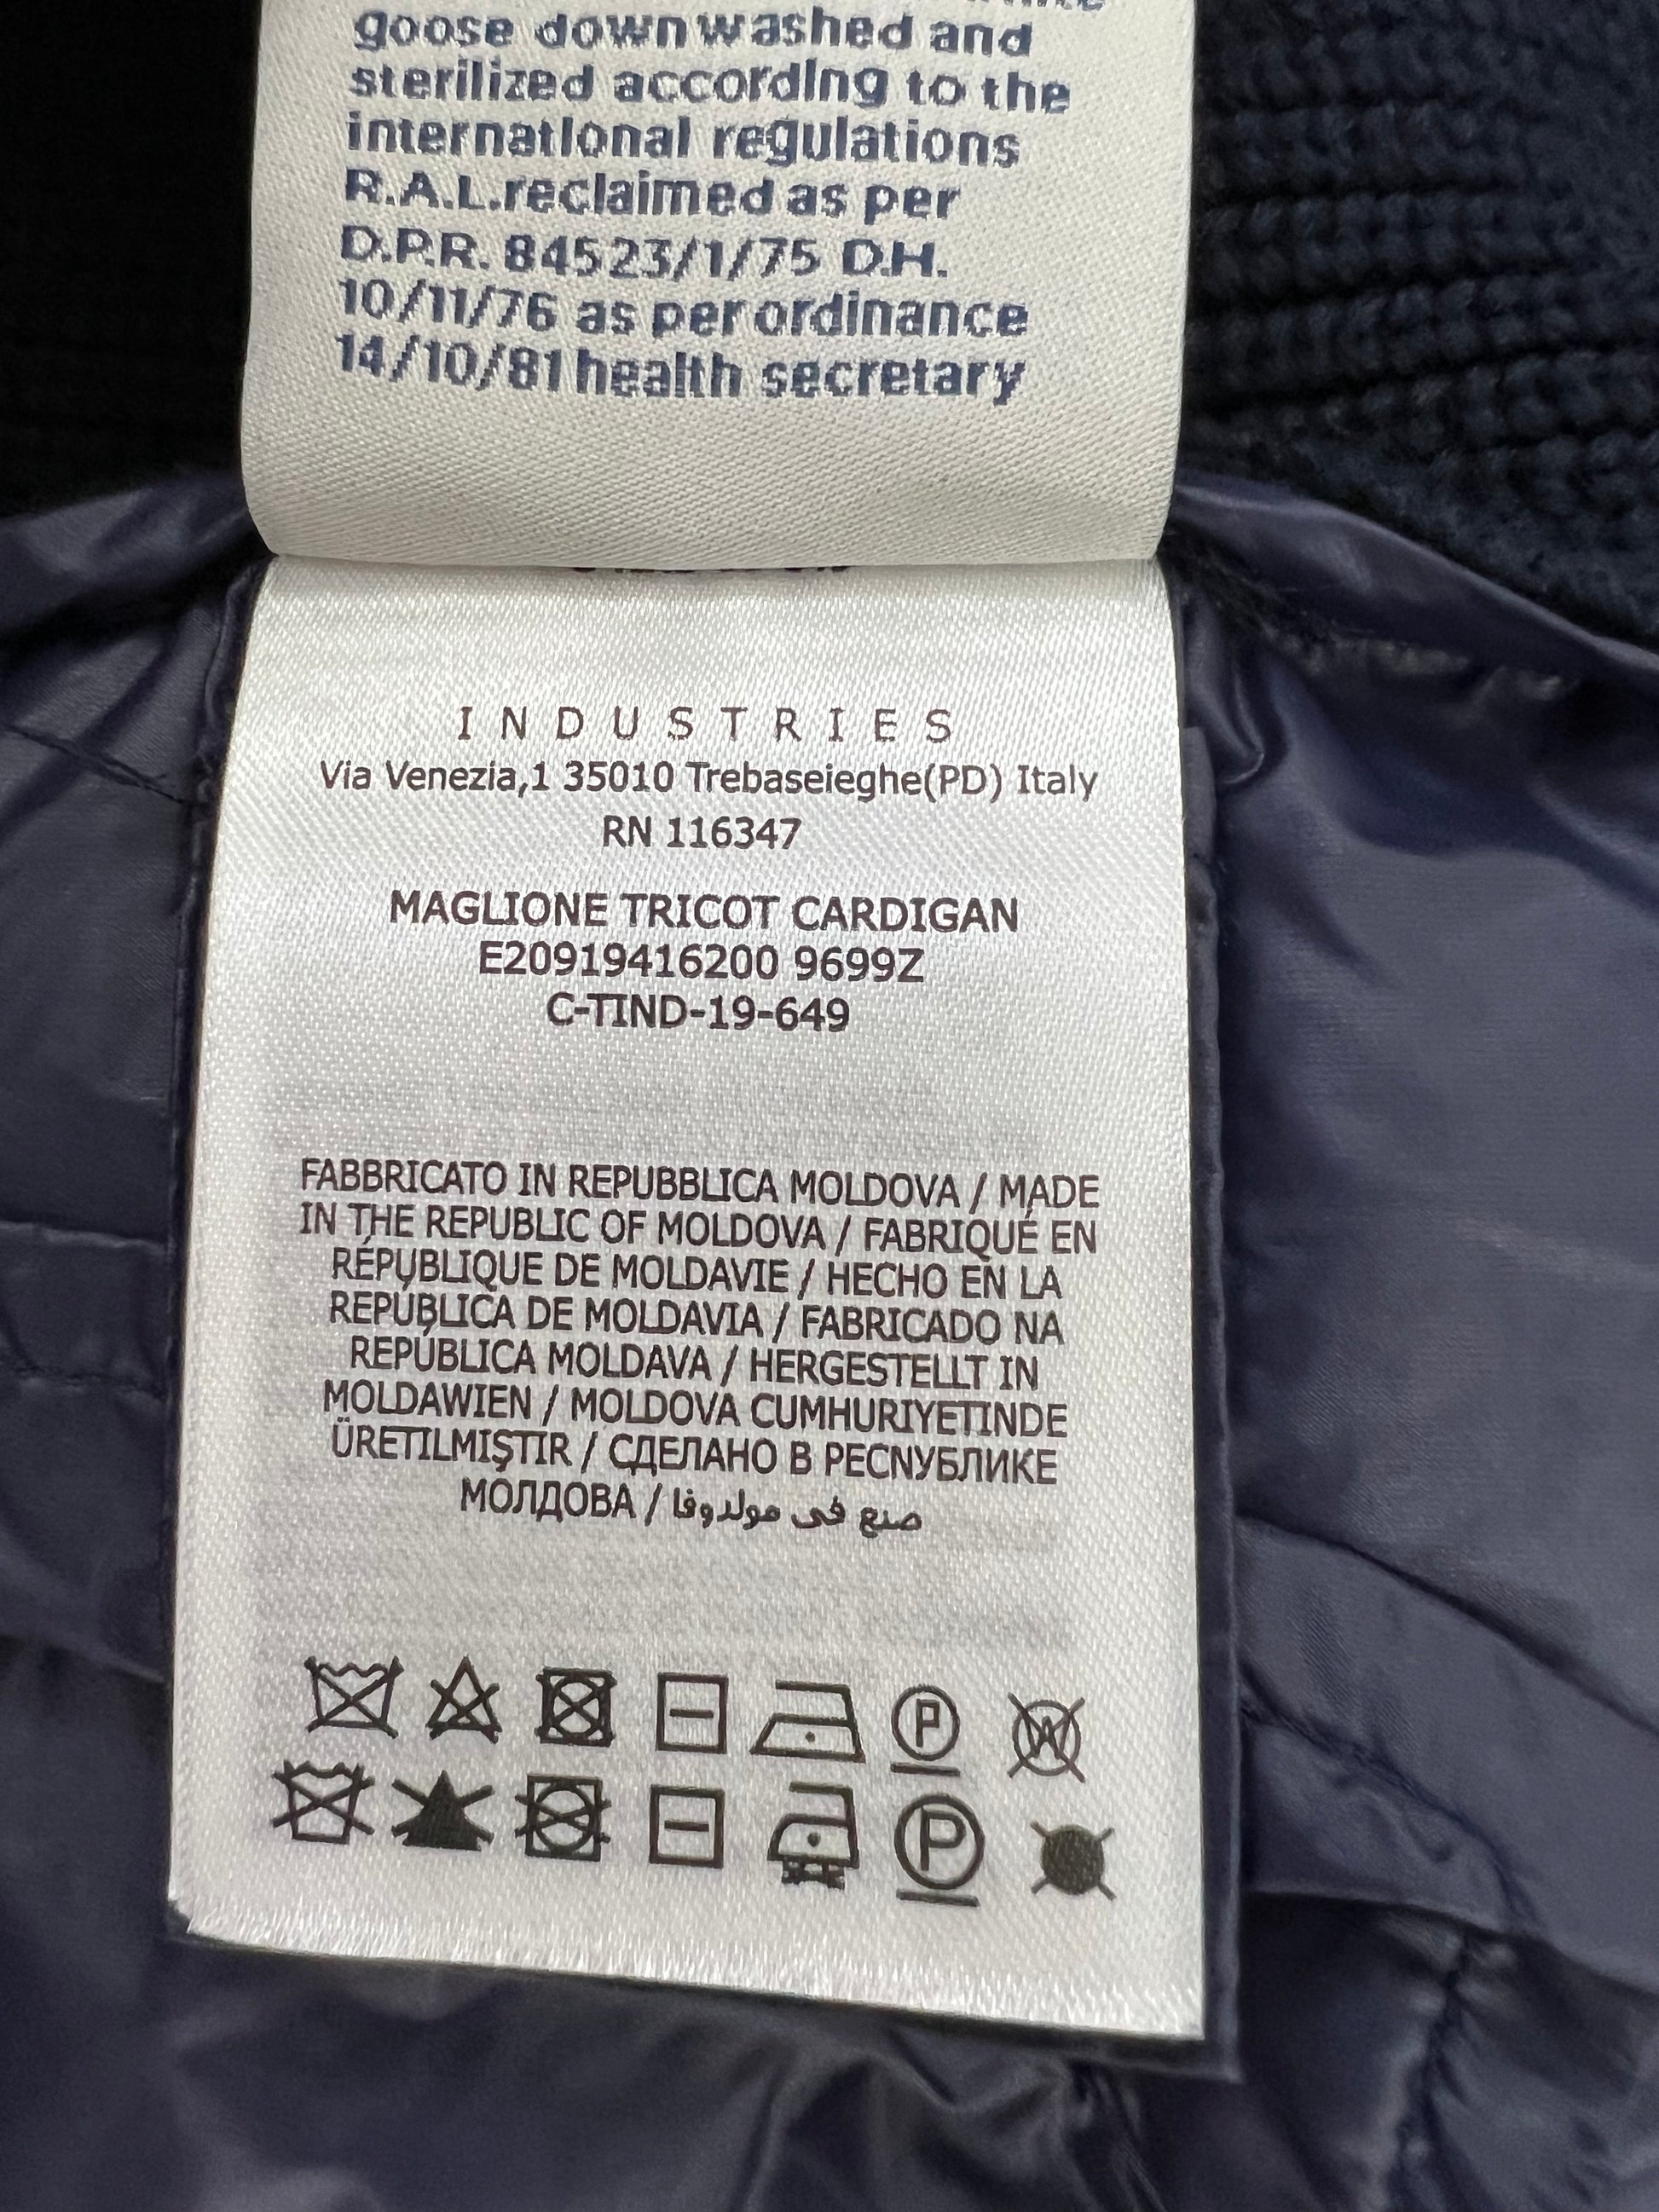 goose down washed and
sterilized according to the
international regulations
R.A.L.reclaimed as per
D.P.R. 84523/1/75 D.H.
10/11/76 as per ordinance
14/10/81 health secretary
INDUSTRIES
Via Venezia,1 35010 Trebaseieghe(PD) Italy
RN 116347
MAGLIONE TRICOT CARDIGAN
E20919416200 9699Z
C-TIND-19-649
FABBRICATO IN REPUBBLICA MOLDOVA / MADE
IN THE REPUBLIC OF MOLDOVA / FABRIQUÉ EN
RÉPUBLIQUE DE MOLDAVIE / HECHO EN LA
REPÚBLICA DE MOLDAVIA / FABRICADO NA
REPÚBLICA MOLDAVA / HERGESTELLT IN
MOLDAWIEN / MOLDOVA CUMHURIYETINDE
ÜRETILMIŞTIR / СДЕЛАНО В РЕСNУБЛИКЕ
МОЛДОВА / صنع في مولدوفا
P W
P